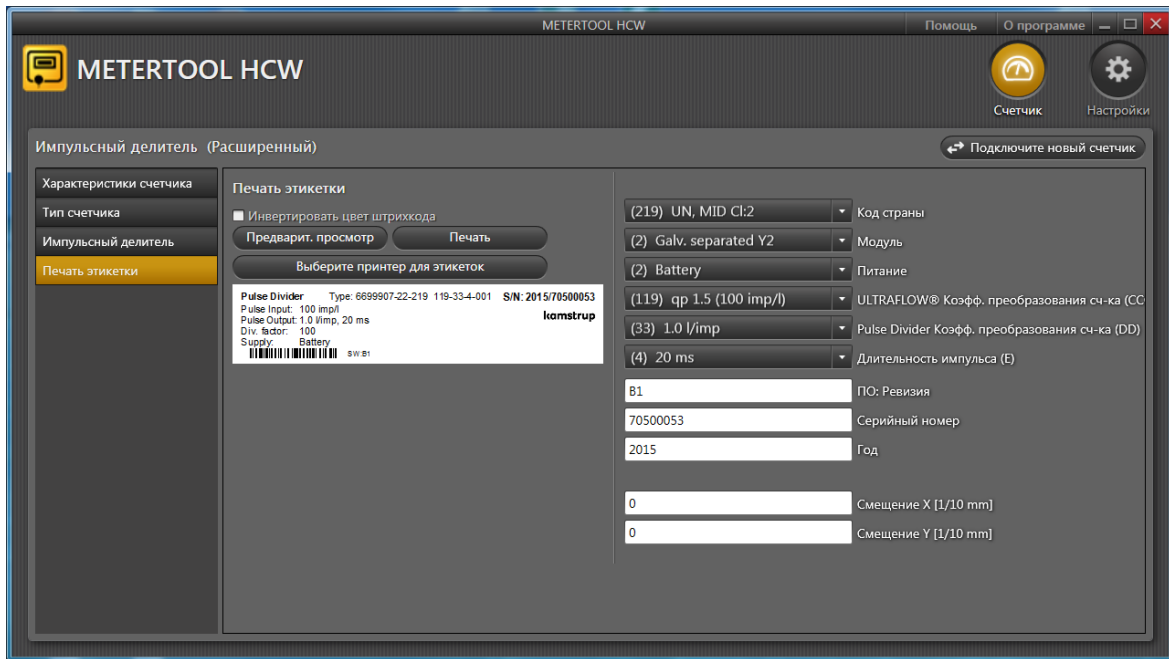 METERTOOL HCW
Помощь
О программе
METERTOOL HCW
Счетчик
Настройки
Импульсный делитель (Расширенный)
Подключите новый счетчик
Характеристики счетчика
Тип счетчика
Импульсный делитель
Печать этикетки
Печать этикетки
Инвертировать цвет штрихкода
Предварит. просмотр
Печать
Выберите принтер для этикеток
Pulse Divider Type: 6699907-22-219 119-33-4-001 S/N: 2015/70500053
Pulse Input: 100 imp/l
kamstrup
Pulse Output: 1.0 l/imp, 20 ms
Div. factor: 100
Supply: Battery
SW:B1
(219) UN, MID Cl:2 Код страны
(2) Galv. separated Y2 Модуль
(2) Battery Питание
(119) qp 1.5 (100 imp/l) ULTRAFLOW® Коэфф. преобразования сч-ка (CC
(33) 1.0 l/imp Pulse Divider Коэфф. преобразования сч-ка (DD)
(4) 20 ms Длительность импульса (E)
B1 ПО: Ревизия
70500053 Серийный номер
2015 Год
0 Смещение X [1/10 mm]
0 Смещение Y [1/10 mm]